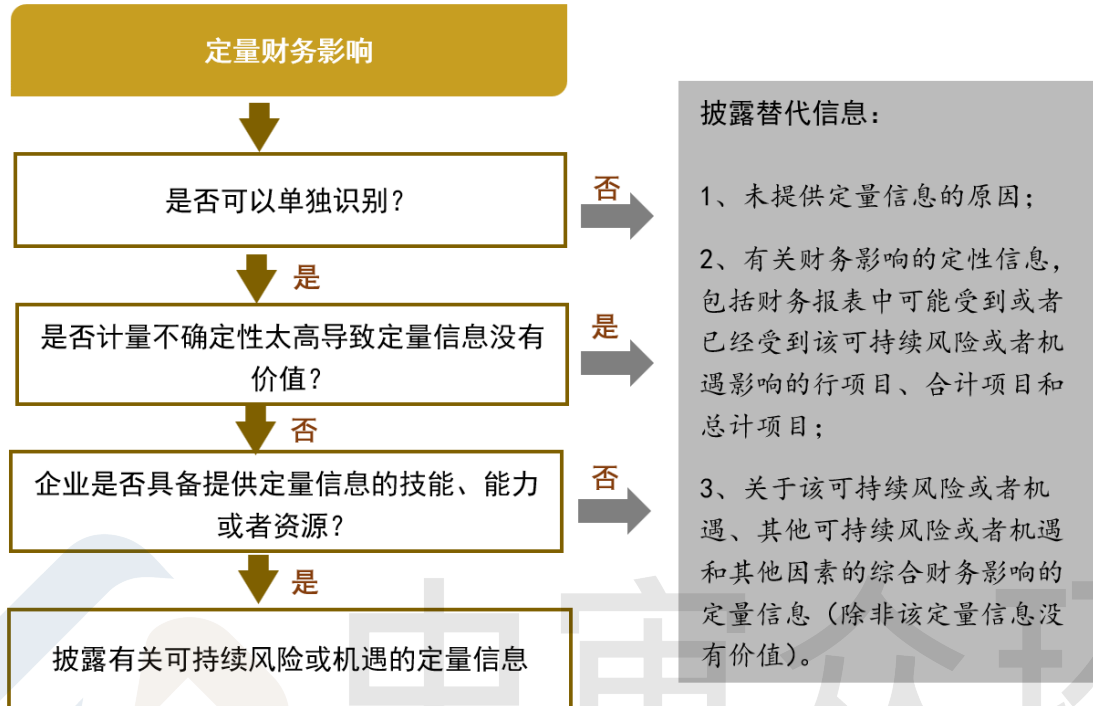 定量财务影响
是否可以单独识别？
否
是
是否计量不确定性太高导致定量信息没有
价值？
是
否
企业是否具备提供定量信息的技能、能力
或者资源？
否
是
披露有关可持续风险或机遇的定量信息
披露替代信息：
1、未提供定量信息的原因；
2、有关财务影响的定性信息，
包括财务报表中可能受到或者
已经受到该可持续风险或者机
遇影响的行项目、合计项目和
总计项目；
3、关于该可持续风险或者机
遇、其他可持续风险或者机遇
和其他因素的综合财务影响的
定量信息（除非该定量信息没
有价值）。
中审众环